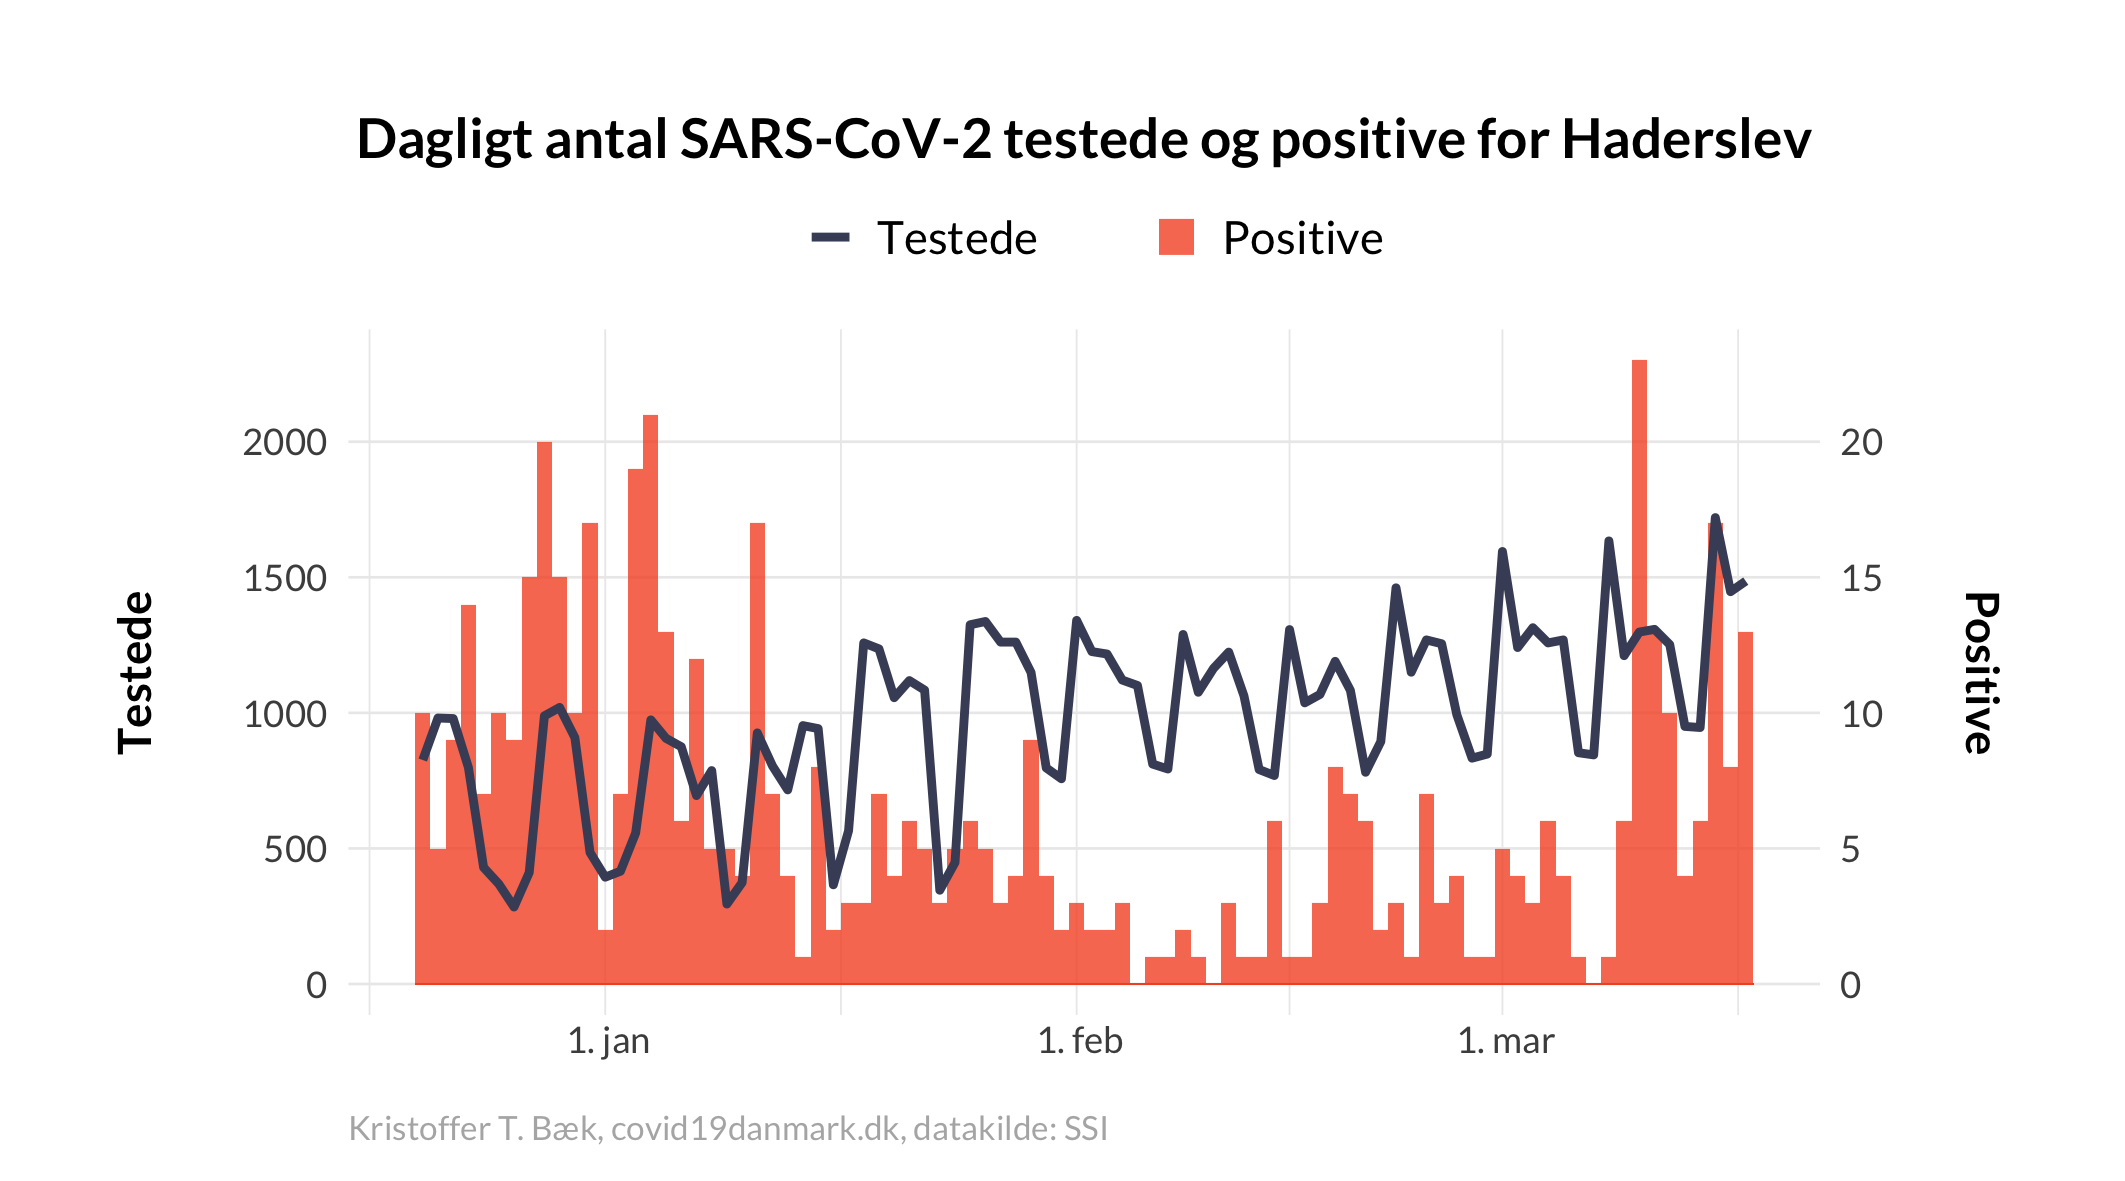 Dagligt antal SARS-CoV-2 testede og positive for Haderslev
Testede
Positive
2000
1500
1000
500
0
Testede
20
15
10
5
0
Positive
1. jan
1. feb
1. mar
Kristoffer T. Bæk, covid19danmark.dk, datakilde: SSI